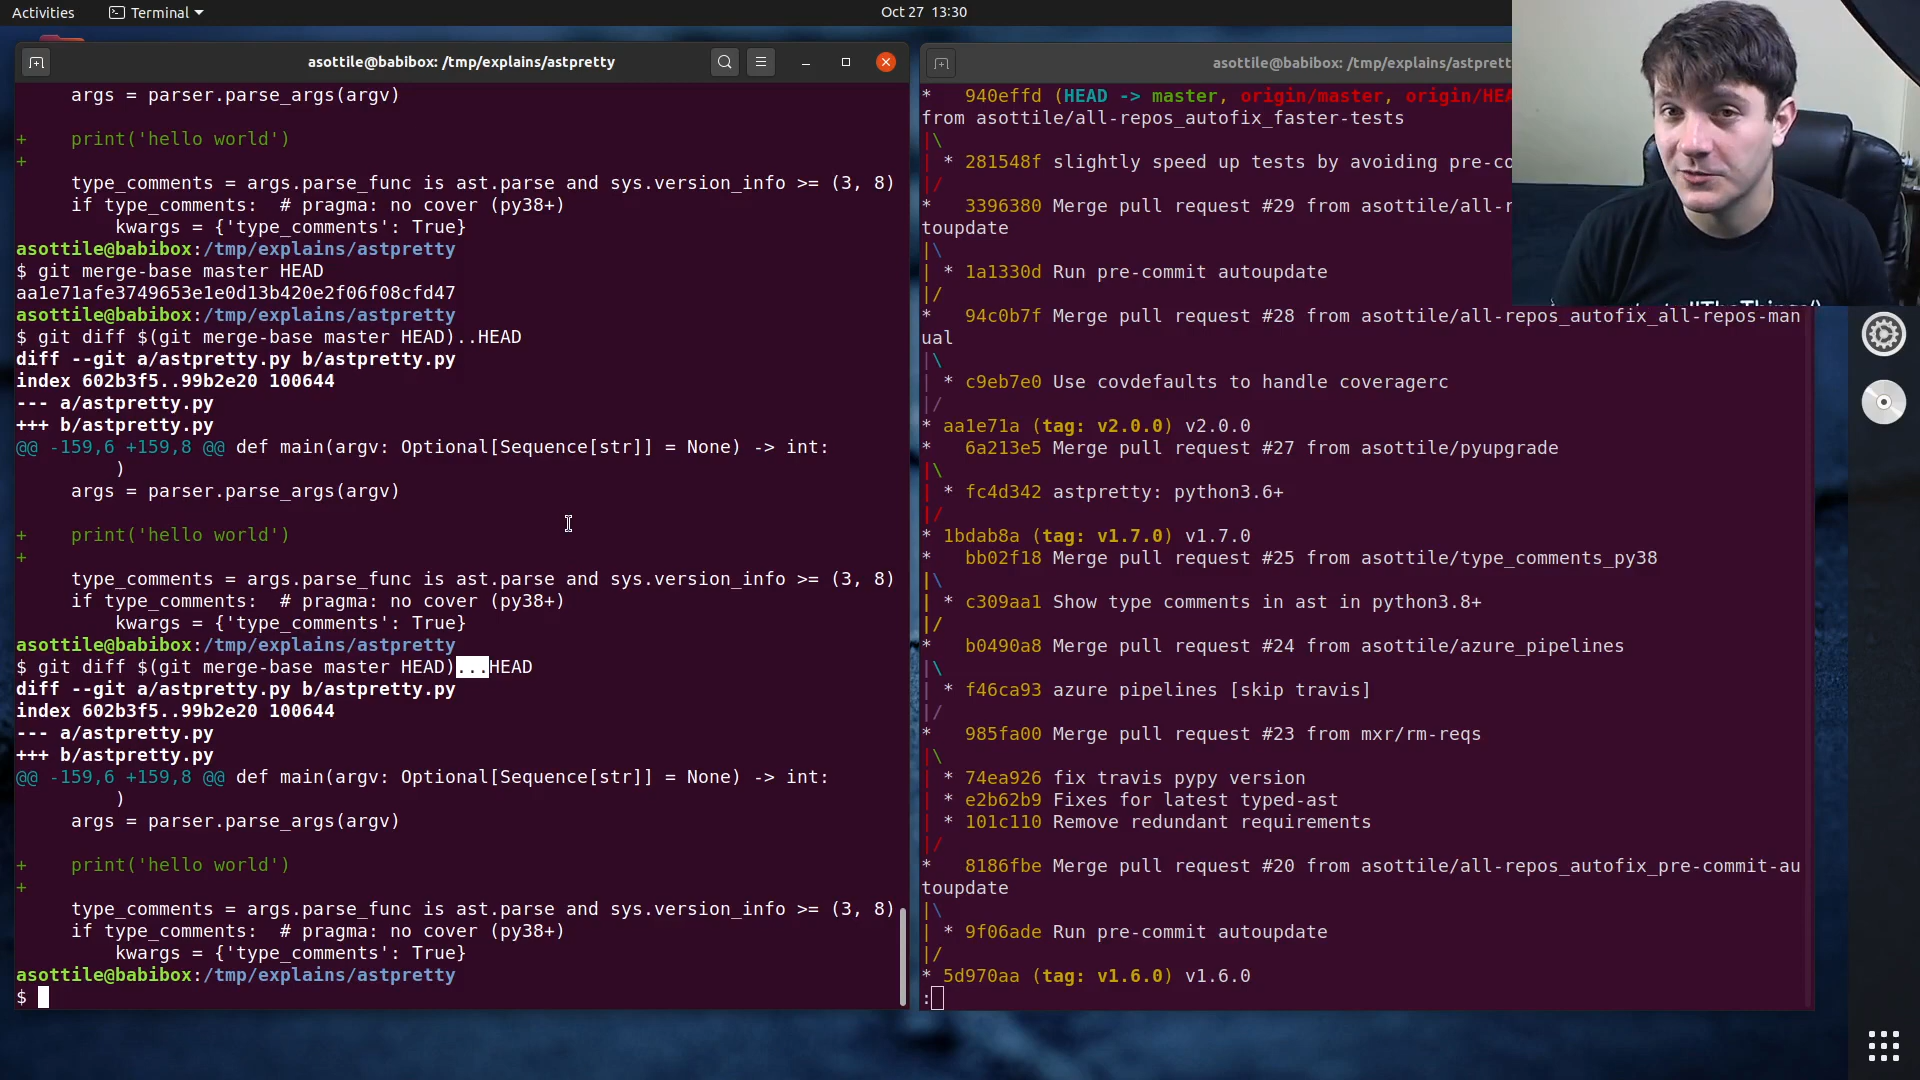 Activities
Terminal
Oct 27 13:30
asottile@babibox: /tmp/explains/astpretty
    args = parser.parse_args(argv)
+    print('hello world')
+
     type_comments = args.parse_func is ast.parse and sys.version_info >= (3, 8)
     if type_comments:  # pragma: no cover (py38+)
         kwargs = {'type_comments': True}
asottile@babibox:/tmp/explains/astpretty
$ git merge-base master HEAD
aa1e71afe3749653e1e0d13b420e2f06f08cfd47
asottile@babibox:/tmp/explains/astpretty
$ git diff $(git merge-base master HEAD)..HEAD
diff --git a/astpretty.py b/astpretty.py
index 602b3f5..99b2e20 100644
--- a/astpretty.py
+++ b/astpretty.py
@@ -159,6 +159,8 @@ def main(argv: Optional[Sequence[str]] = None) -> int:
         )
     args = parser.parse_args(argv)
+    print('hello world')
+
     type_comments = args.parse_func is ast.parse and sys.version_info >= (3, 8)
     if type_comments:  # pragma: no cover (py38+)
         kwargs = {'type_comments': True}
asottile@babibox:/tmp/explains/astpretty
$ git diff $(git merge-base master HEAD)...HEAD
diff --git a/astpretty.py b/astpretty.py
index 602b3f5..99b2e20 100644
--- a/astpretty.py
+++ b/astpretty.py
@@ -159,6 +159,8 @@ def main(argv: Optional[Sequence[str]] = None) -> int:
         )
     args = parser.parse_args(argv)
+    print('hello world')
+
     type_comments = args.parse_func is ast.parse and sys.version_info >= (3, 8)
     if type_comments:  # pragma: no cover (py38+)
         kwargs = {'type_comments': True}
asottile@babibox:/tmp/explains/astpretty
$
asottile@babibox: /tmp/explains/astprett
*   940effd (HEAD -> master, origin/master, origin/HEA
from asottile/all-repos_autofix_faster-tests
|\
| * 281548f slightly speed up tests by avoiding pre-co
|/
*   3396380 Merge pull request #29 from asottile/all-r
toupdate
|\
| * 1a1330d Run pre-commit autoupdate
|/
*   94c0b7f Merge pull request #28 from asottile/all-repos_autofix_all-repos-man
ual
|\
| * c9eb7e0 Use covdefaults to handle coveragerc
|/
* aa1e71a (tag: v2.0.0) v2.0.0
*   6a213e5 Merge pull request #27 from asottile/pyupgrade
|\
| * fc4d342 astpretty: python3.6+
|/
* 1bdab8a (tag: v1.7.0) v1.7.0
*   bb02f18 Merge pull request #25 from asottile/type_comments_py38
|\
| * c309aa1 Show type comments in ast in python3.8+
|/
*   b0490a8 Merge pull request #24 from asottile/azure_pipelines
|\
| * f46ca93 azure pipelines [skip travis]
|/
*   985fa00 Merge pull request #23 from mxr/rm-reqs
|\
| * 74ea926 fix travis pypy version
| * e2b62b9 Fixes for latest typed-ast
| * 101c110 Remove redundant requirements
|/
*   8186fbe Merge pull request #20 from asottile/all-repos_autofix_pre-commit-au
toupdate
|\
| * 9f06ade Run pre-commit autoupdate
|/
* 5d970aa (tag: v1.6.0) v1.6.0
: